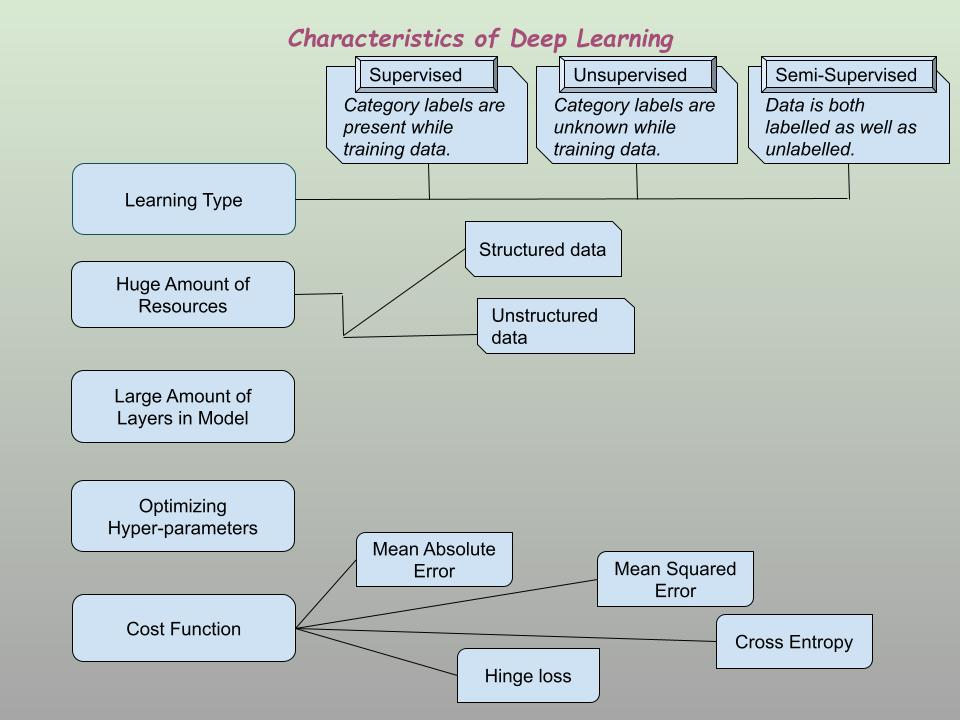 Characteristics of Deep Learning
Supervised
Category labels are
present while
training data.
Unsupervised
Category labels are
unknown while
training data.
Semi-Supervised
Data is both
labelled as well as
unlabelled.
Learning Type
Structured data
Huge Amount of
Resources
Unstructured
data
Large Amount of
Layers in Model
Optimizing
Hyper-parameters
Mean Absolute
Error
Mean Squared
Error
Cost Function
Cross Entropy
Hinge loss